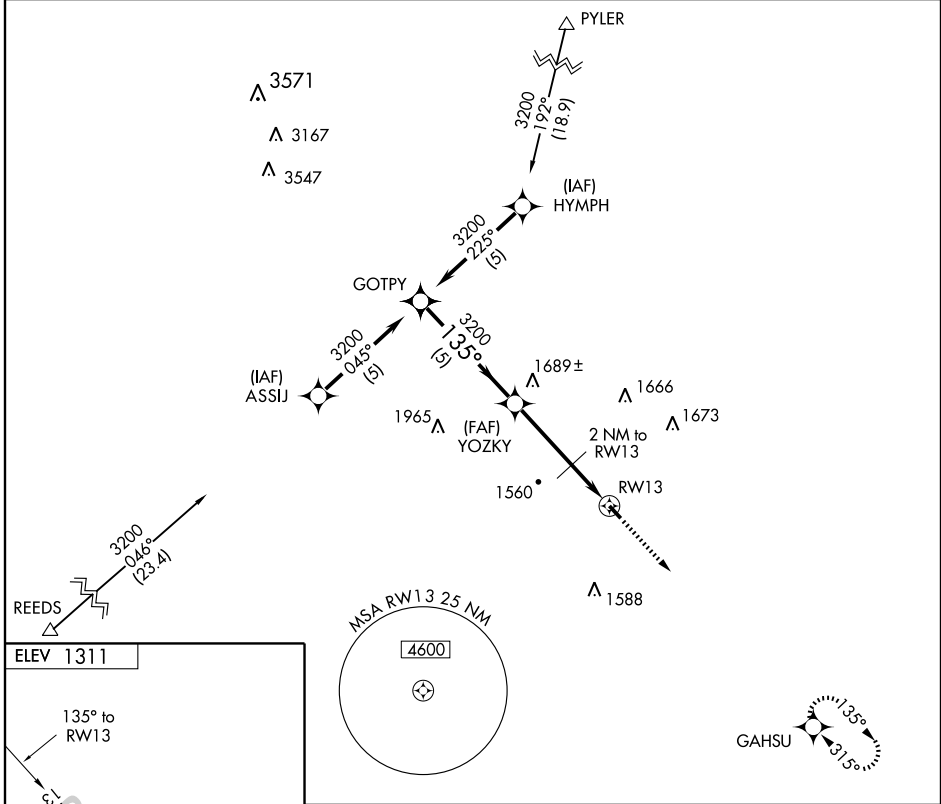 PYLER
3571
3167
3547
3200
192°
(18.9)
(IAF)
HYMPH
3200
225°
(5)
GOTPY
3200
135°
(5)
3200
045°
(5)
(IAF)
ASSIJ
1689±
1666
1673
1965
(FAF)
YOZKY
2 NM to
RW13
1560
RW13
3200
046°
(23.4)
REEDS
1588
MSA RW13 25 NM
4600
ELEV 1311
135° to
RW13
13
GAHSU
135°
315°